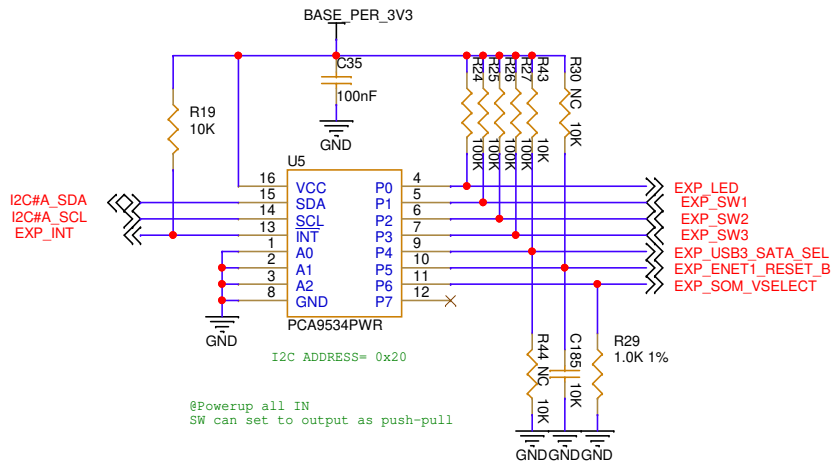 BASE_PER_3V3
C35
100nF
GND
R19
10K
R24
100K
R25
100K
R26
100K
R27
100K
R43
10K
R30 NC
10K
U5
16 VCC P0 4
15 SDA P1 5
14 SCL P2 6
13 INT P3 7
1 A0 P4 9
2 A1 P5 10
3 A2 P6 11
8 GND P7 12
PCA9534PWR
I2C#A_SDA
I2C#A_SCL
EXP_INT
GND
EXP_LED
EXP_SW1
EXP_SW2
EXP_SW3
EXP_USB3_SATA_SEL
EXP_ENET1_RESET_B
EXP_SOM_VSELECT
I2C ADDRESS= 0x20
@Powerup all IN
SW can set to output as push-pull
R44 NC
10K
C185
10K
R29
1.0K 1%
GND
GND
GND